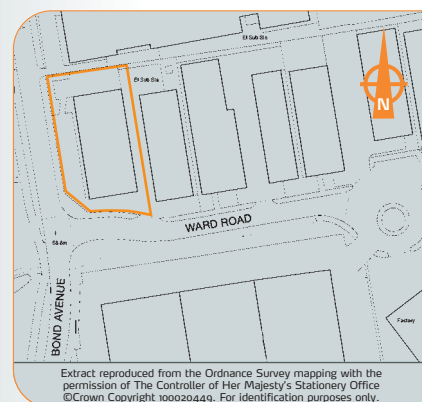 El Sub Sta
El Sub Sta
N
WARD ROAD
BOND AVENUE
Factory
Extract reproduced from the Ordnance Survey mapping with the
permission of The Controller of Her Majesty's Stationery Office
©Crown Copyright 100020449. For identification purposes only.